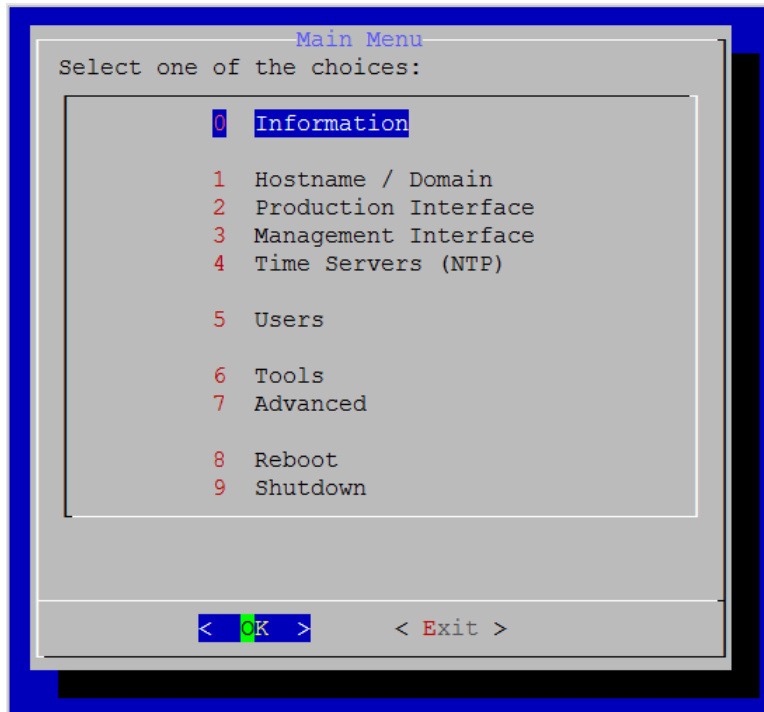 Main Menu
Select one of the choices:
0 Information
1 Hostname / Domain
2 Production Interface
3 Management Interface
4 Time Servers (NTP)
5 Users
6 Tools
7 Advanced
8 Reboot
9 Shutdown
< OK > < Exit >